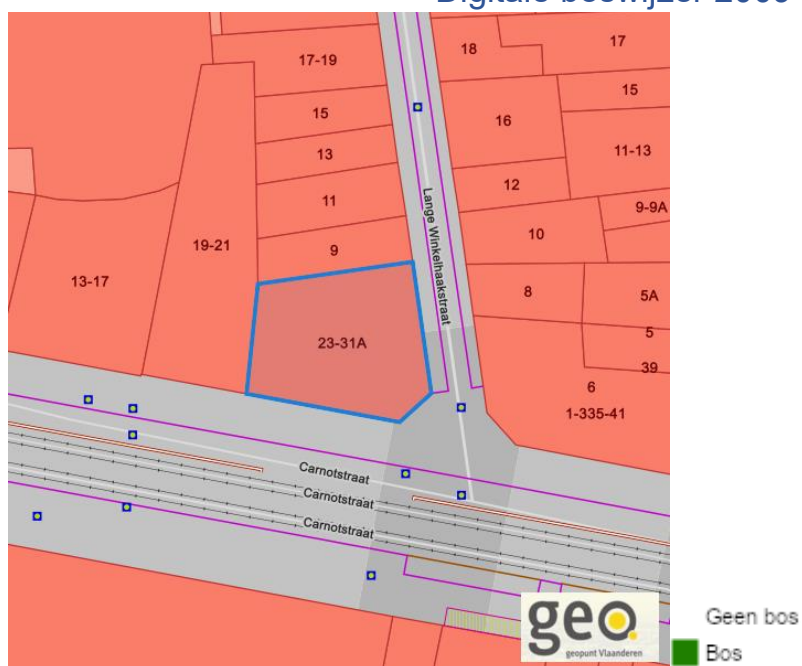 17-19
18
17
15
15
16
13
11-13
11
12
9-9A
19-21
9
10
Lange Winkelhaakstraat
13-17
8
5A
23-31A
5
39
6
1-335-41
Carnotstraat
Carnotstraat
Carnotstraat
geo.
geopunt Vlaanderen
Geen bos
Bos